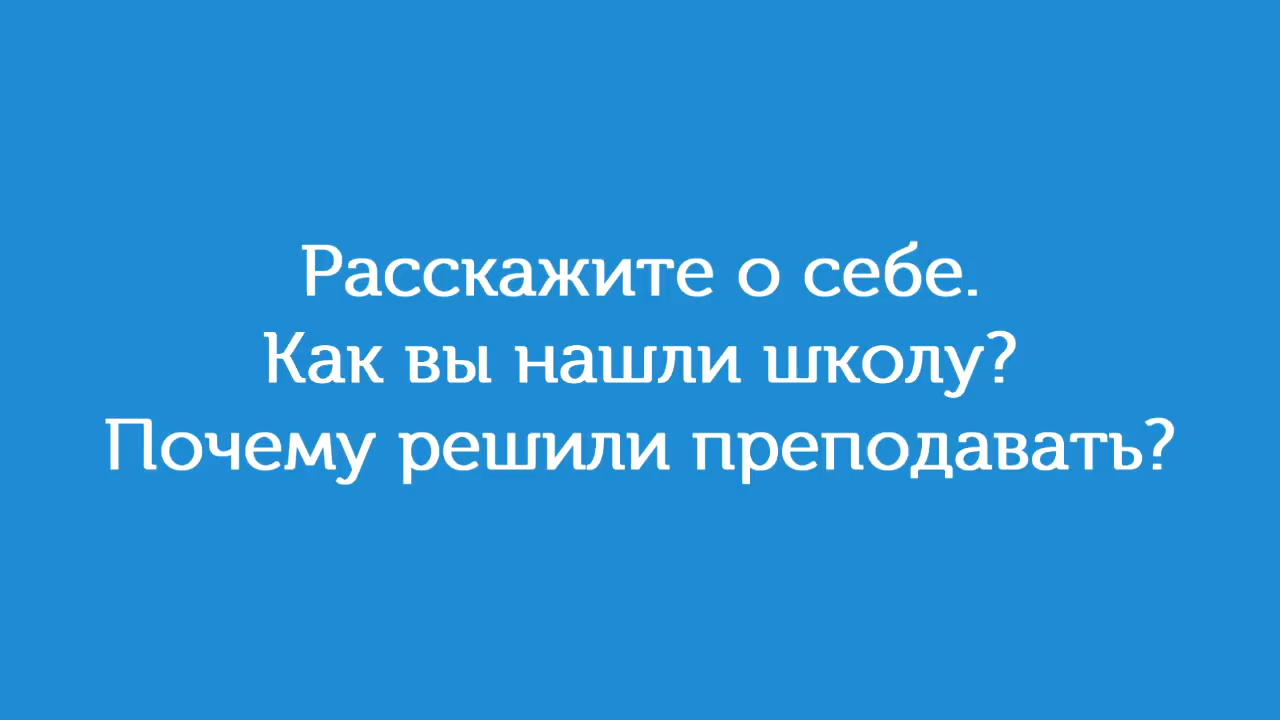 Расскажите о себе.
Как вы нашли школу?
Почему решили преподавать?